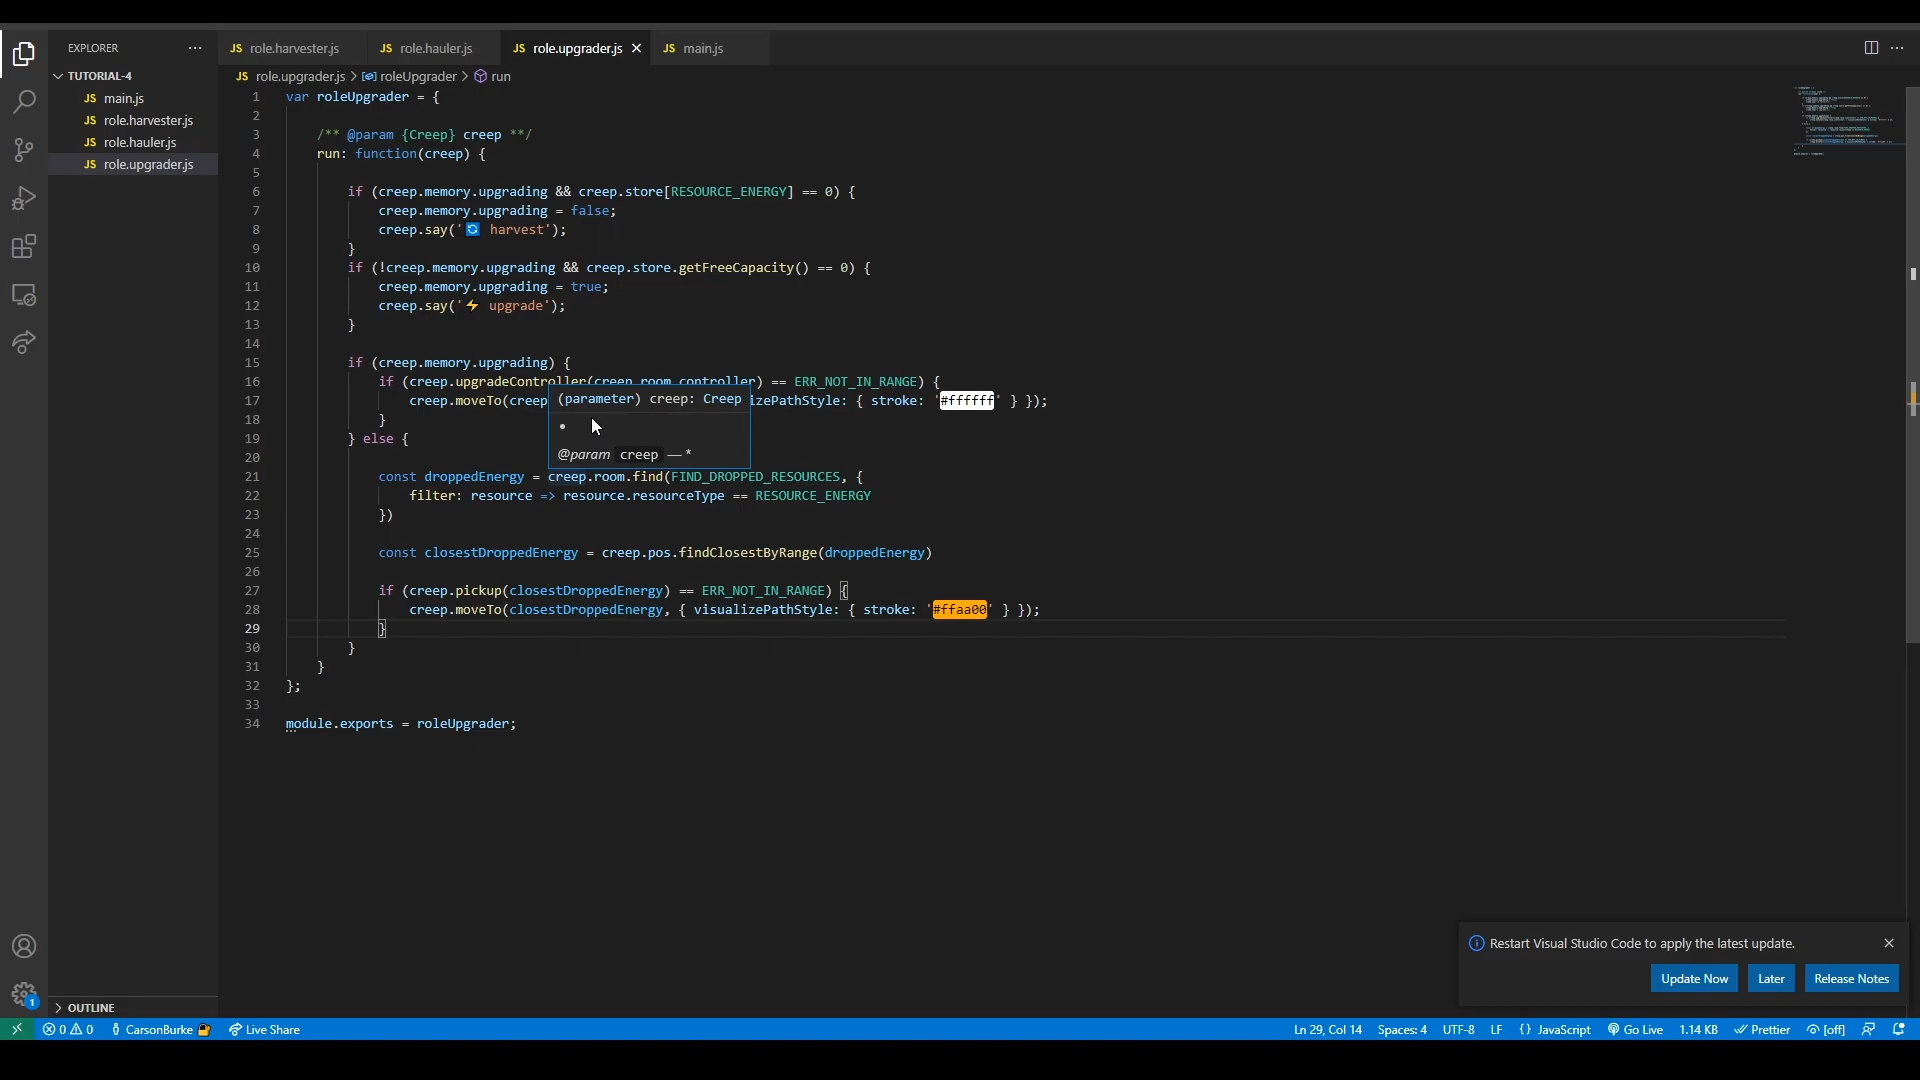 EXPLORER
TUTORIAL-4
JS main.js
JS role.harvester.js
JS role.hauler.js
JS role.upgrader.js
OUTLINE
JS role.harvester.js JS role.hauler.js JS role.upgrader.js JS main.js
JS role.upgrader.js > roleUpgrader > run
1 var roleUpgrader = {
2
3 /** @param {Creep} creep **/
4 run: function(creep) {
5
6 if (creep.memory.upgrading && creep.store[RESOURCE_ENERGY] == 0) {
7 creep.memory.upgrading = false;
8 creep.say('🔄 harvest');
9 }
10 if (!creep.memory.upgrading && creep.store.getFreeCapacity() == 0) {
11 creep.memory.upgrading = true;
12 creep.say('⚡ upgrade');
13 }
14
15 if (creep.memory.upgrading) {
16 if (creep.upgradeController(creep.room.controller) == ERR_NOT_IN_RANGE) {
17 creep.moveTo(creep izePathStyle: { stroke: '#ffffff' } });
(parameter) creep: Creep
@param creep — *
18 }
19 } else {
20
21 const droppedEnergy = creep.room.find(FIND_DROPPED_RESOURCES, {
22 filter: resource => resource.resourceType == RESOURCE_ENERGY
23 })
24
25 const closestDroppedEnergy = creep.pos.findClosestByRange(droppedEnergy)
26
27 if (creep.pickup(closestDroppedEnergy) == ERR_NOT_IN_RANGE) {
28 creep.moveTo(closestDroppedEnergy, { visualizePathStyle: { stroke: '#ffaa00' } });
29 }
30 }
31 }
32 };
33
34 module.exports = roleUpgrader;
Restart Visual Studio Code to apply the latest update.
Update Now Later Release Notes
1
0 0 CarsonBurke 🔐 Live Share Ln 29, Col 14 Spaces: 4 UTF-8 LF {} JavaScript Go Live 1.14 KB Prettier [off]